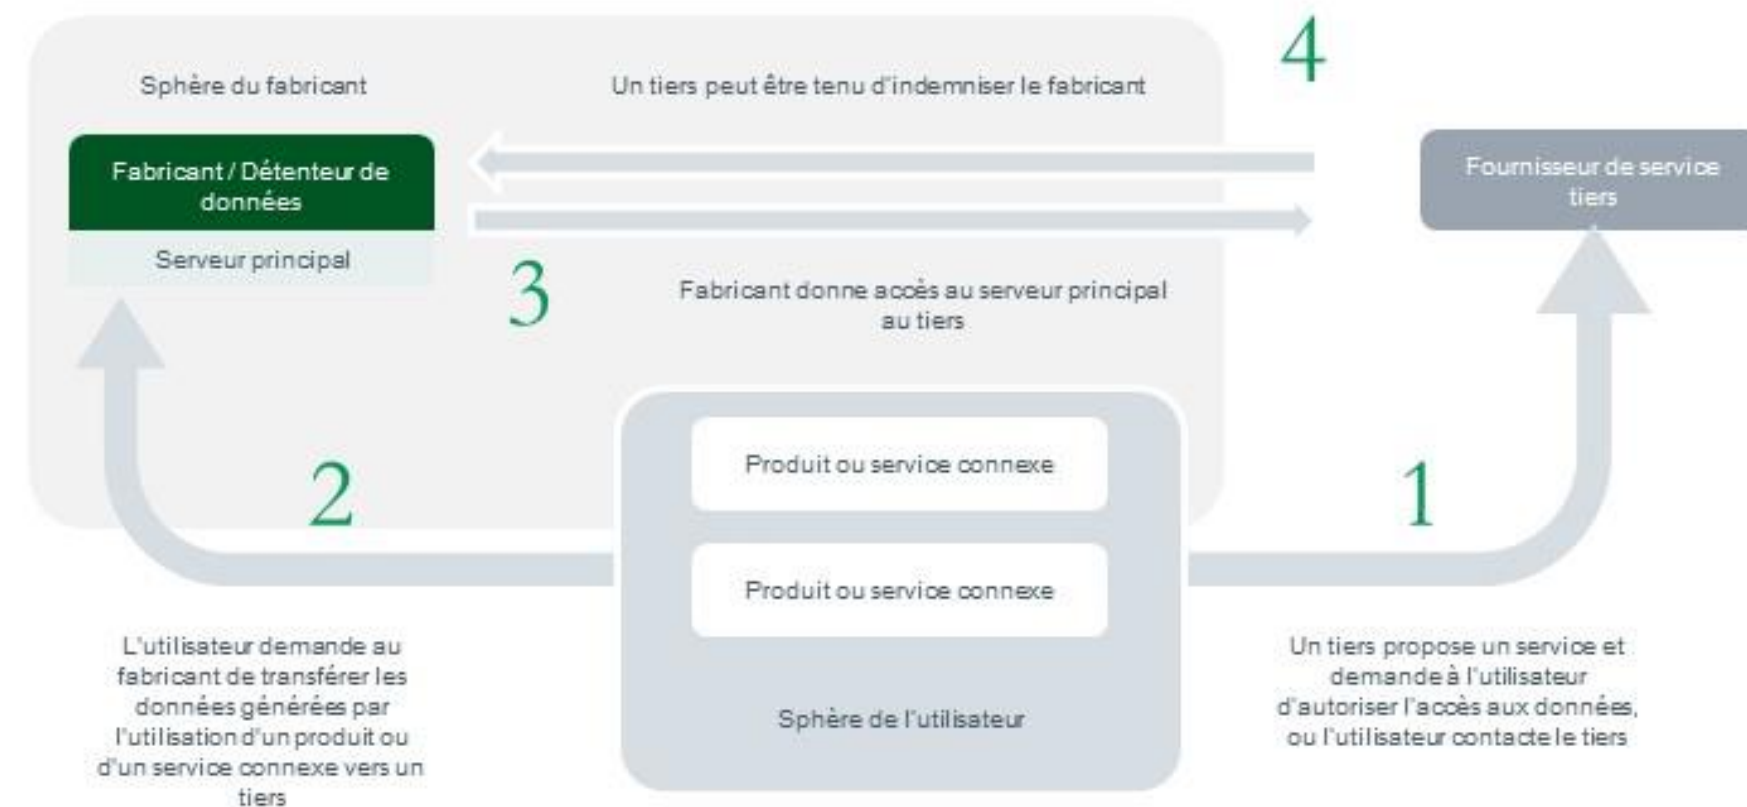 4
Sphère du fabricant
Un tiers peut être tenu d'indemniser le fabricant
Fabricant / Détenteur de
données
Serveur principal
Fournisseur de service
tiers
3
Fabricant donne accès au serveur principal
au tiers
2
Produit ou service connexe
1
Produit ou service connexe
L'utilisateur demande au
fabricant de transférer les
données générées par
l'utilisation d'un produit ou
d'un service connexe vers un
tiers
Sphère de l'utilisateur
Un tiers propose un service et
demande à l'utilisateur
d'autoriser l'accès aux données,
ou l'utilisateur contacte le tiers